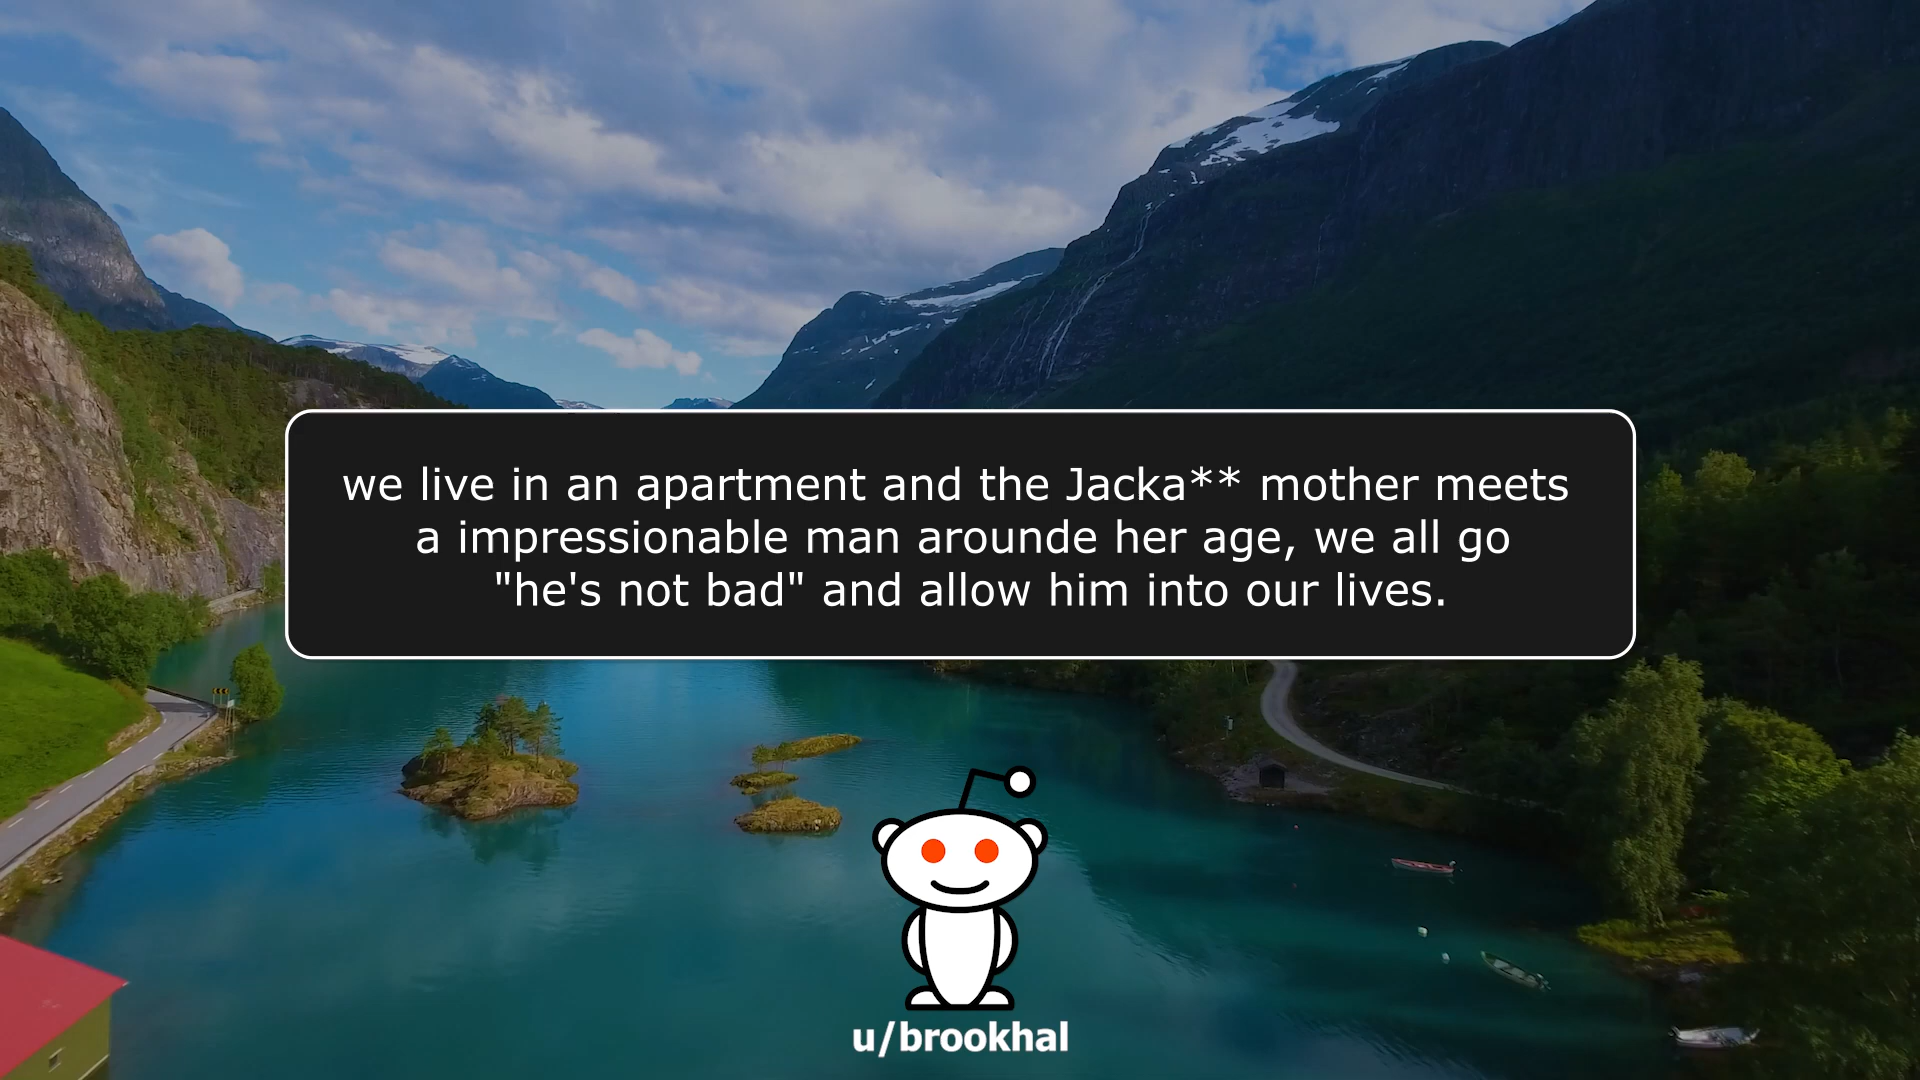 we live in an apartment and the Jacka** mother meets
a impressionable man arounde her age, we all go
"he's not bad" and allow him into our lives.
u/brookhal